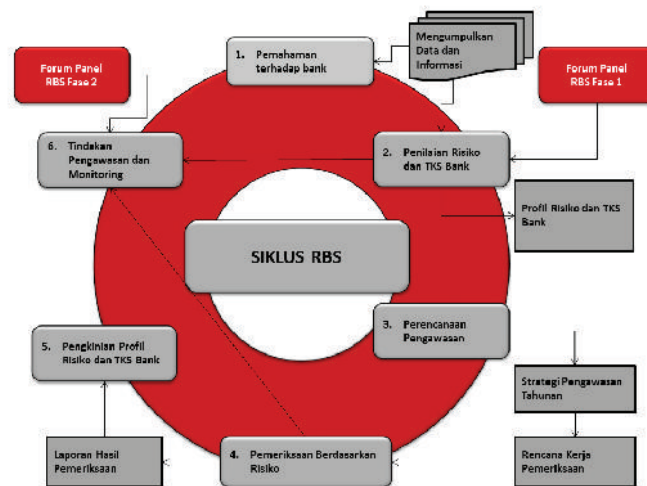 1. Pemahaman
terhadap bank
Mengumpulkan
Data dan
Informasi
Forum Panel
RBS Fase 2
Forum Panel
RBS Fase 1
6. Tindakan
Pengawasan dan
Monitoring
2. Penilaian Risiko
dan TKS Bank
Profil Risiko dan TKS
Bank
SIKLUS RBS
3. Perencanaan
Pengawasan
5. Pengkinian Profil
Risiko dan TKS Bank
Strategi Pengawasan
Tahunan
Laporan Hasil
Pemeriksaan
4. Pemeriksaan Berdasarkan
Risiko
Rencana Kerja
Pemeriksaan